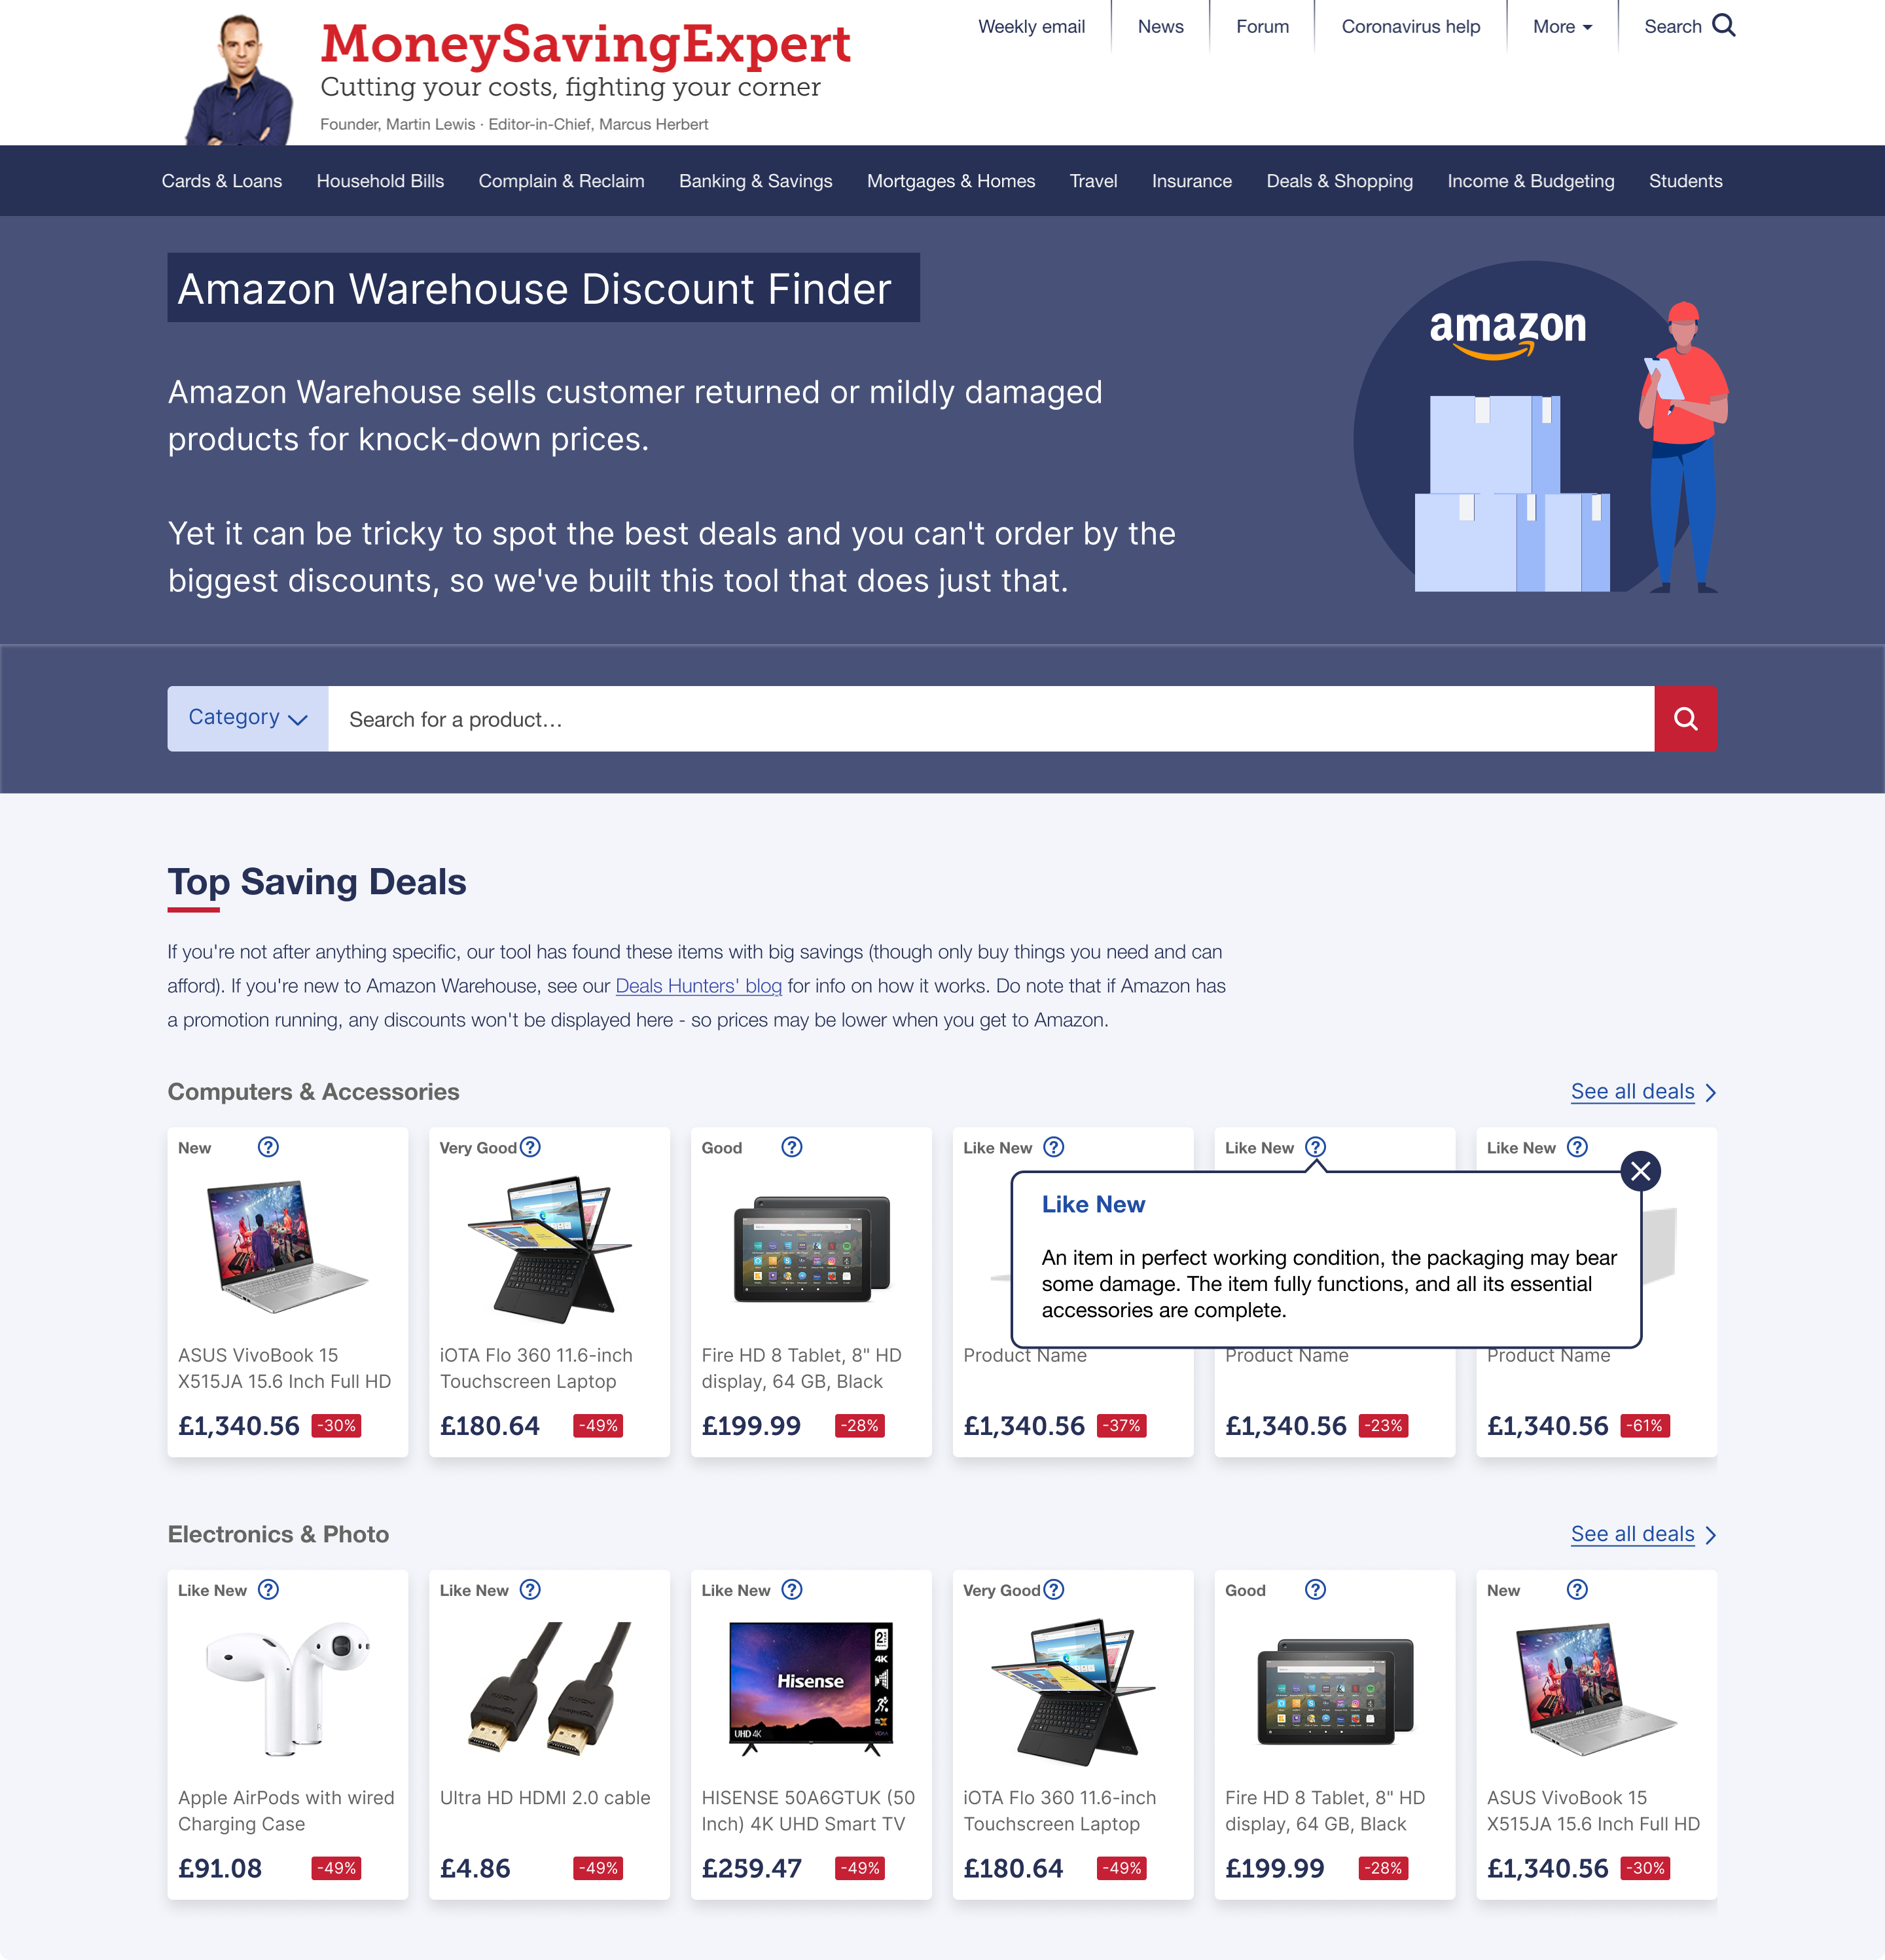 MoneySavingExpert
Cutting your costs, fighting your corner
Founder, Martin Lewis · Editor-in-Chief, Marcus Herbert
Weekly email
News
Forum
Coronavirus help
More
Search
Cards & Loans
Household Bills
Complain & Reclaim
Banking & Savings
Mortgages & Homes
Travel
Insurance
Deals & Shopping
Income & Budgeting
Students
Amazon Warehouse Discount Finder
Amazon Warehouse sells customer returned or mildly damaged
products for knock-down prices.
Yet it can be tricky to spot the best deals and you can't order by the
biggest discounts, so we've built this tool that does just that.
amazon
Category
Search for a product...
Top Saving Deals
If you're not after anything specific, our tool has found these items with big savings (though only buy things you need and can
afford). If you're new to Amazon Warehouse, see our Deals Hunters' blog for info on how it works. Do note that if Amazon has
a promotion running, any discounts won't be displayed here - so prices may be lower when you get to Amazon.
Computers & Accessories
See all deals
New
Very Good
Good
Like New
Like New
Like New
Like New
An item in perfect working condition, the packaging may bear
some damage. The item fully functions, and all its essential
accessories are complete.
ASUS VivoBook 15
X515JA 15.6 Inch Full HD
£1,340.56
-30%
iOTA Flo 360 11.6-inch
Touchscreen Laptop
£180.64
-49%
Fire HD 8 Tablet, 8" HD
display, 64 GB, Black
£199.99
-28%
Product Name
£1,340.56
-37%
Product Name
£1,340.56
-23%
Product Name
£1,340.56
-61%
Electronics & Photo
See all deals
Like New
Apple AirPods with wired
Charging Case
£91.08
-49%
Like New
Ultra HD HDMI 2.0 cable
£4.86
-49%
Like New
Hisense
UHD 4K
2
4K
HISENSE 50A6GTUK (50
Inch) 4K UHD Smart TV
£259.47
-49%
Very Good
iOTA Flo 360 11.6-inch
Touchscreen Laptop
£180.64
-49%
Good
Fire HD 8 Tablet, 8" HD
display, 64 GB, Black
£199.99
-28%
New
ASUS VivoBook 15
X515JA 15.6 Inch Full HD
£1,340.56
-30%